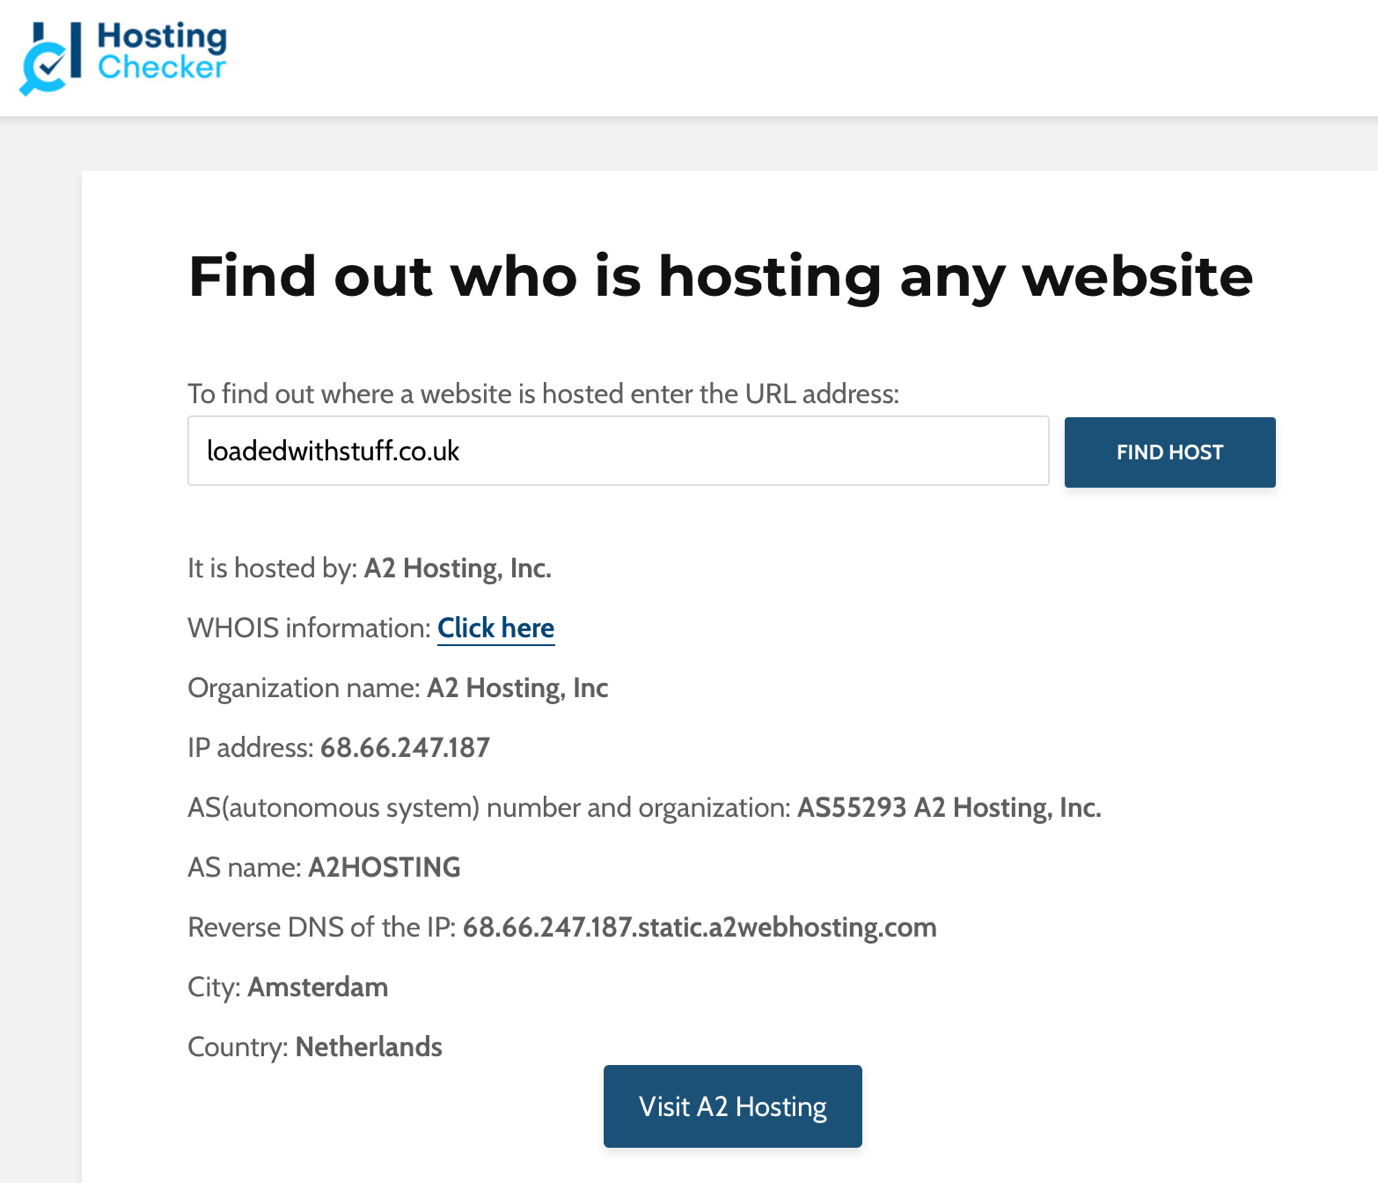 Hosting
Checker
Find out who is hosting any website
To find out where a website is hosted enter the URL address:
loadedwithstuff.co.uk
FIND HOST
It is hosted by: A2 Hosting, Inc.
WHOIS information: Click here
Organization name: A2 Hosting, Inc
IP address: 68.66.247.187
AS(autonomous system) number and organization: AS55293 A2 Hosting, Inc.
AS name: A2HOSTING
Reverse DNS of the IP: 68.66.247.187.static.a2webhosting.com
City: Amsterdam
Country: Netherlands
Visit A2 Hosting